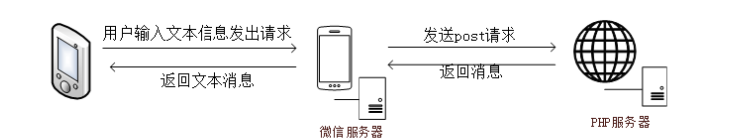 用户输入文本信息发出请求
返回文本消息
发送post请求
返回消息
微信服务器
PHP服务器